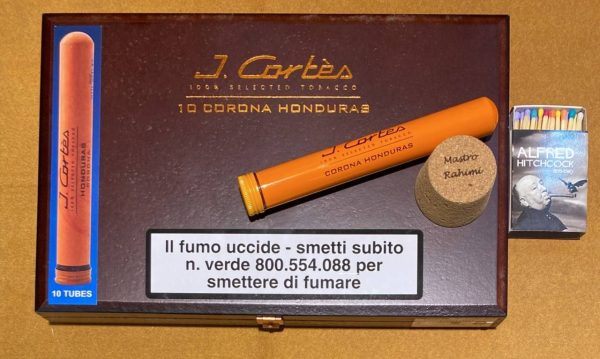 J. Cortès
100% SELECTED TOBACCO
10 CORONA HONDURAS
J. Cortès
HONDURAS
10 TUBES
J. Cortès
100% SELECTED TOBACCO
CORONA HONDURAS
Mastro
Rahimi
ALFRED
HITCHCOCK
Il fumo uccide - smetti subito
n. verde 800.554.088 per
smettere di fumare